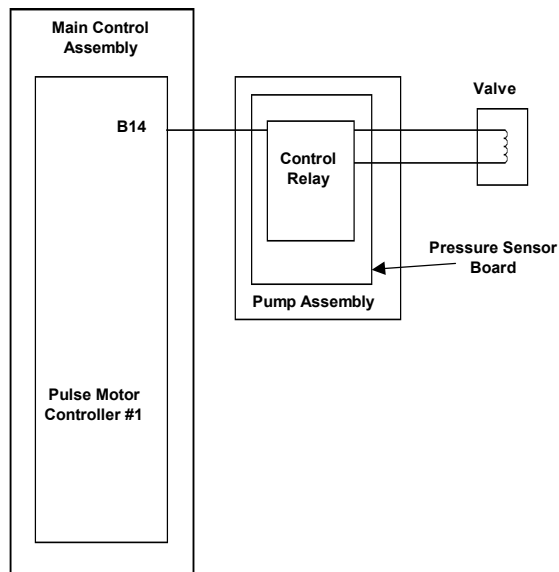 Main Control
Assembly
B14
Valve
Control
Relay
Pressure Sensor
Board
Pump Assembly
Pulse Motor
Controller #1